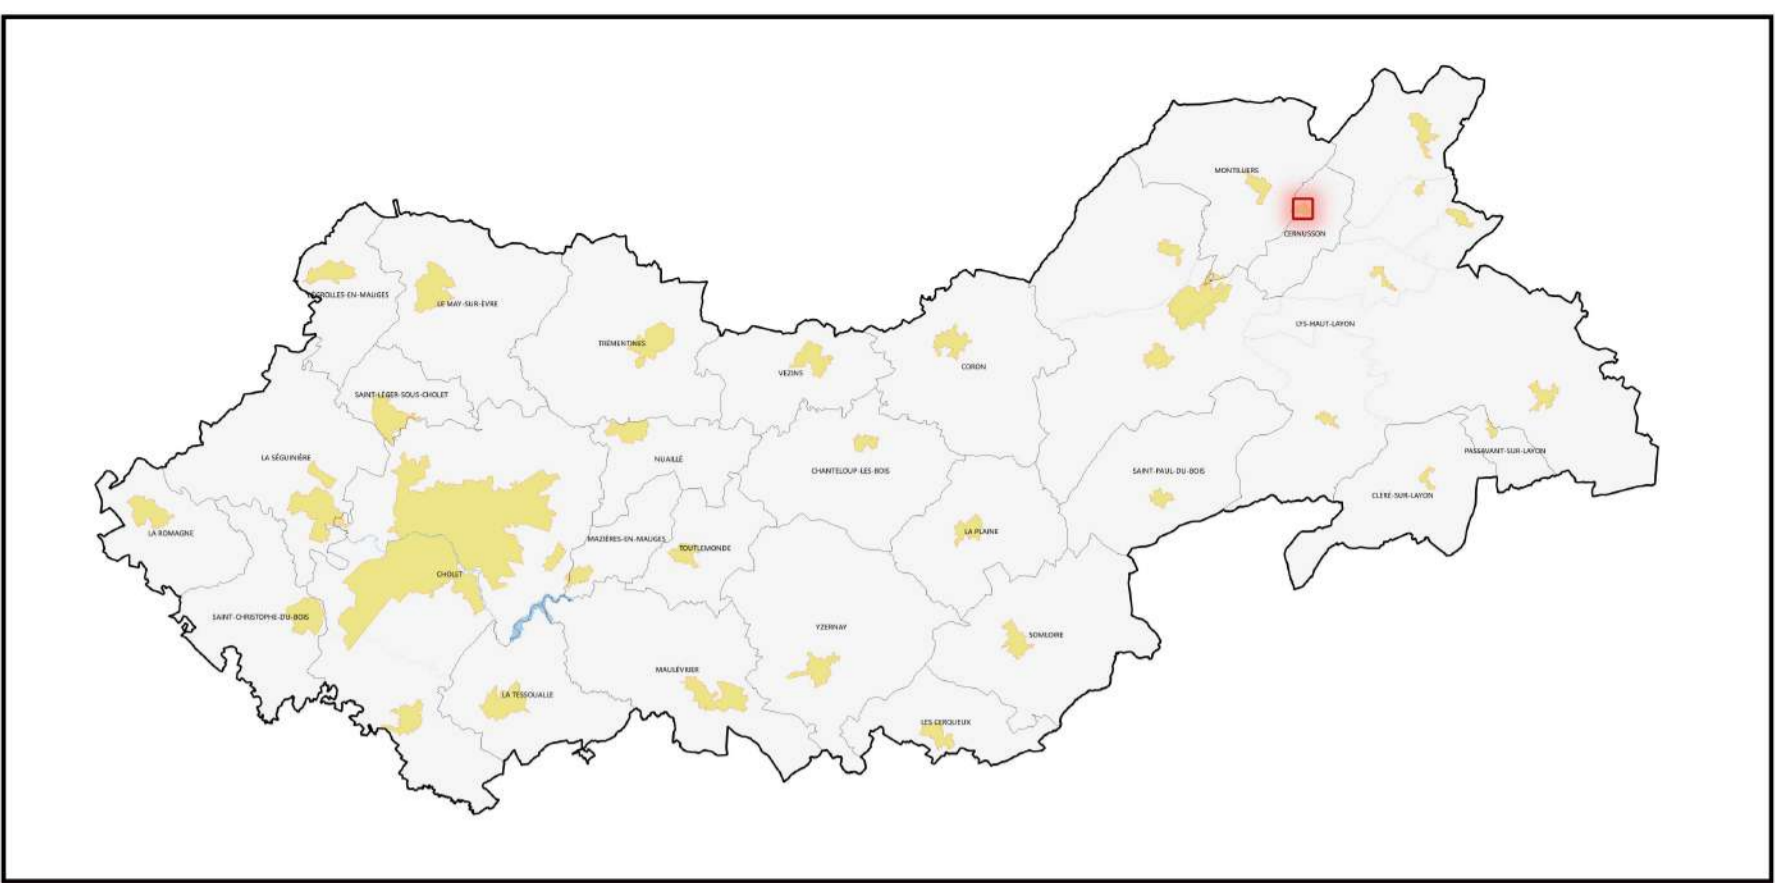 MONTILLIERS
CERNUSSON
BÉGROLLES-EN-MAUGES
LE MAY-SUR-ÈVRE
LYS-HAUT-LAYON
TRÉMENTINES
VEZINS
CORON
SAINT-LÉGER-SOUS-CHOLET
LA SÉGUINIÈRE
NUAILLÉ
CHANTELOUP-LES-BOIS
SAINT-PAUL-DU-BOIS
PASSAVANT-SUR-LAYON
CLÉRÉ-SUR-LAYON
LA ROMAGNE
MAZIÈRES-EN-MAUGES
TOUTLEMONDE
LA PLAINE
CHOLET
SAINT-CHRISTOPHE-DU-BOIS
YZERNAY
SOMLOIRE
MAULÉVRIER
LA TESSOUALLE
LES CERQUEUX